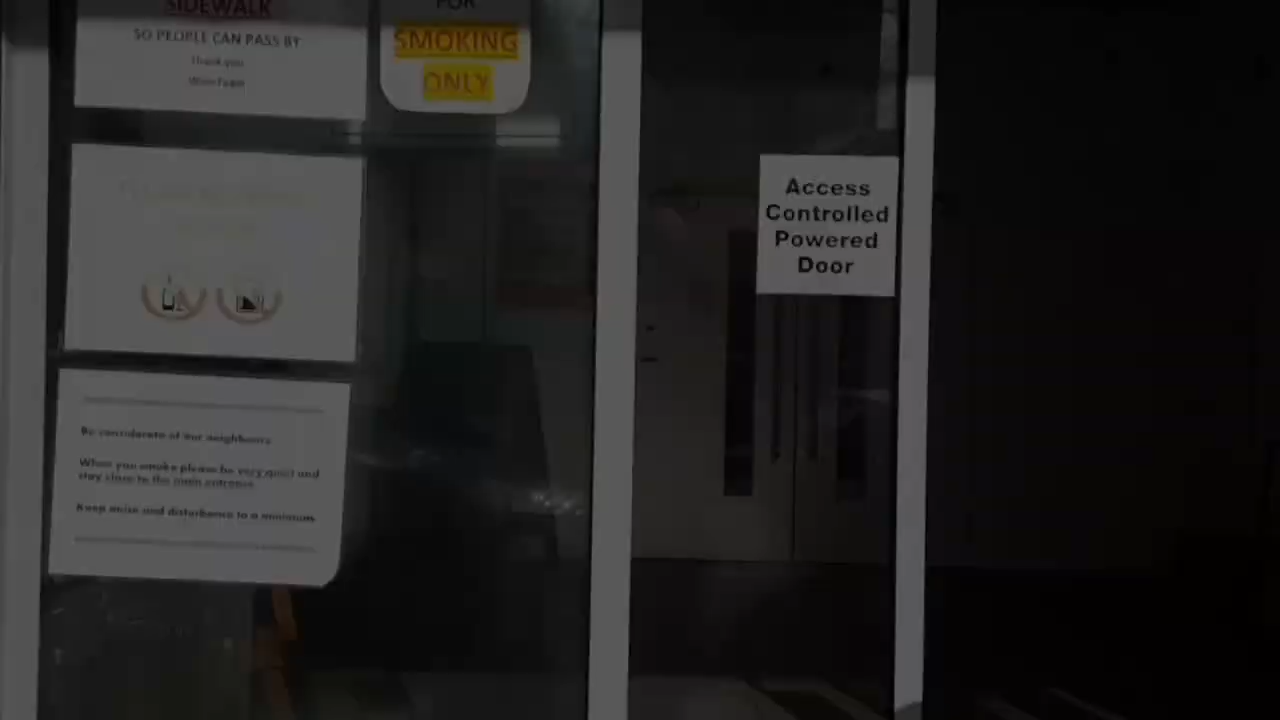 SIDEWALK
SO PEOPLE CAN PASS BY
Thank you
FOR
SMOKING
ONLY
Access
Controlled
Powered
Door
Be considerate of our neighbours
When you smoke please be very quiet and
stay close to the main entrance
Keep noise and disturbance to a minimum